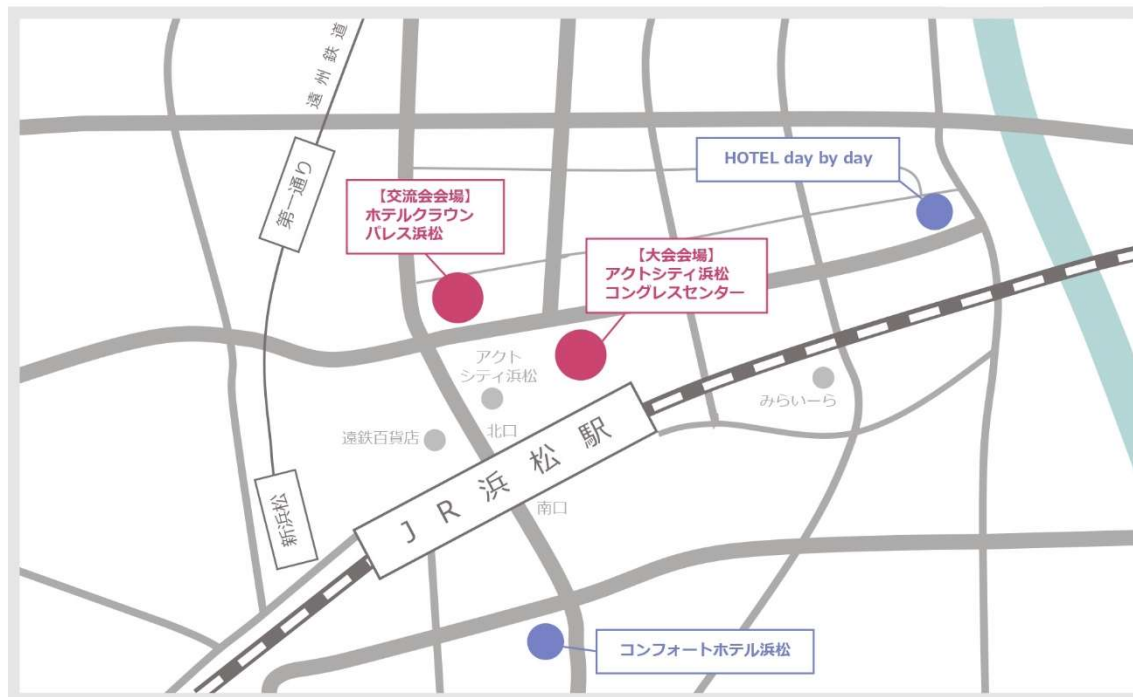 遠州鉄道
第一通り
HOTEL day by day
【交流会会場】
ホテルクラウン
パレス浜松
【大会会場】
アクトシティ浜松
コングレスセンター
アクト
シティ浜松
みらいーら
遠鉄百貨店
北口
JR浜松駅
新浜松
南口
コンフォートホテル浜松